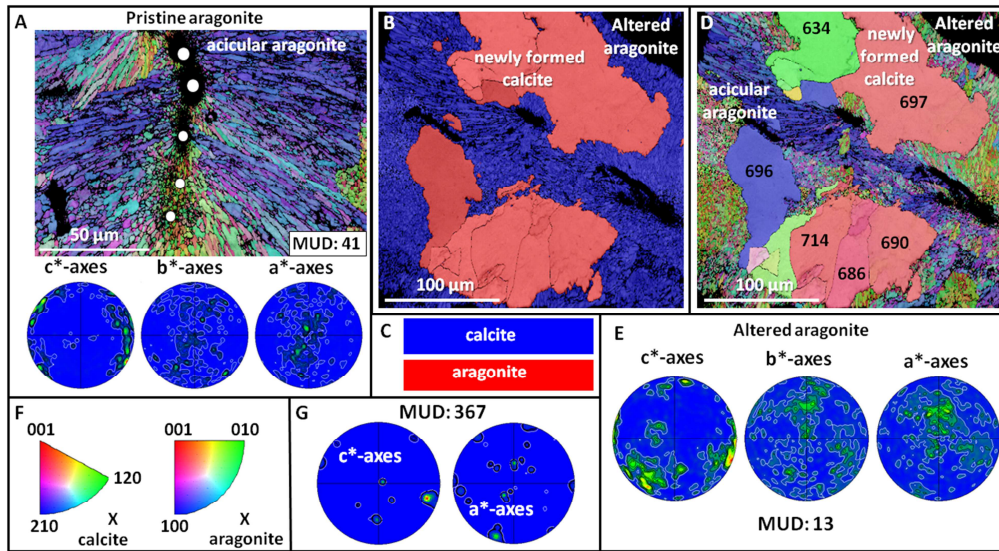 A
Pristine aragonite
acicular aragonite
50 µm
MUD: 41
c*-axes
b*-axes
a*-axes
B
Altered
aragonite
newly formed
calcite
100 µm
D
634
newly
formed
calcite
Altered
aragonite
acicular
aragonite
697
696
714
690
686
100 µm
C
calcite
aragonite
E
Altered aragonite
c*-axes
b*-axes
a*-axes
MUD: 13
F
001
120
210
X
calcite
001
010
100
X
aragonite
G
MUD: 367
c*-axes
a*-axes